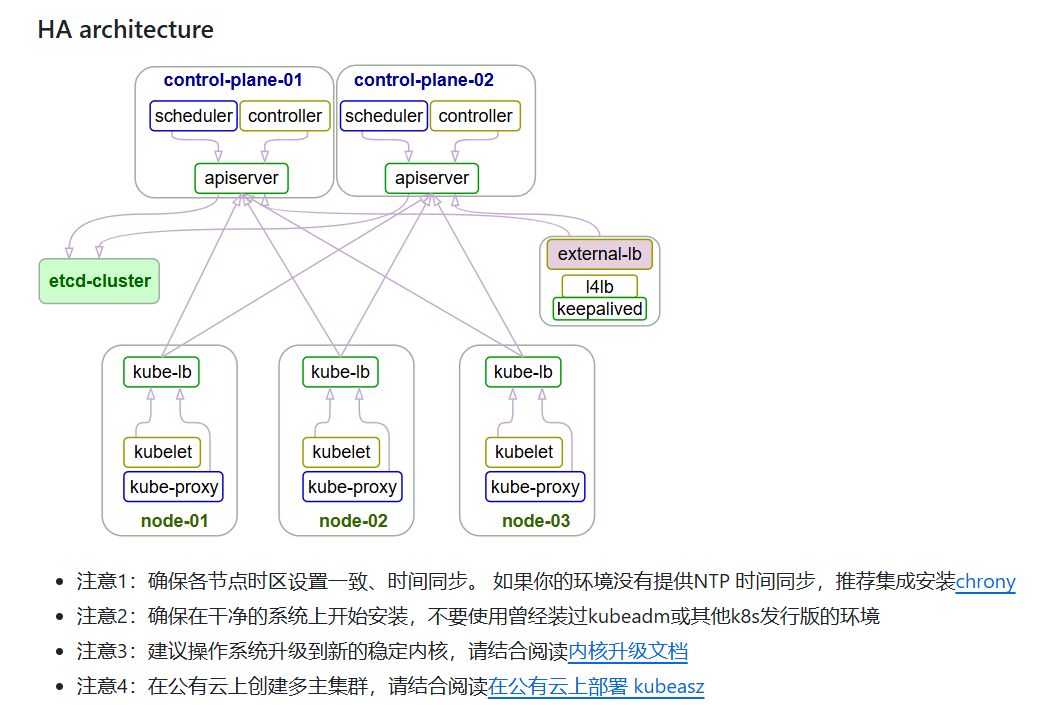 HA architecture
control-plane-01
control-plane-02
scheduler controller
scheduler controller
apiserver
apiserver
etcd-cluster
external-lb
l4lb
keepalived
kube-lb
kubelet
kube-proxy
node-01
kube-lb
kubelet
kube-proxy
node-02
kube-lb
kubelet
kube-proxy
node-03
注意1：确保各节点时区设置一致、时间同步。 如果你的环境没有提供NTP 时间同步，推荐集成安装chrony
注意2：确保在干净的系统上开始安装，不要使用曾经装过kubeadm或其他k8s发行版的环境
注意3：建议操作系统升级到新的稳定内核，请结合阅读内核升级文档
注意4：在公有云上创建多主集群，请结合阅读在公有云上部署 kubeasz